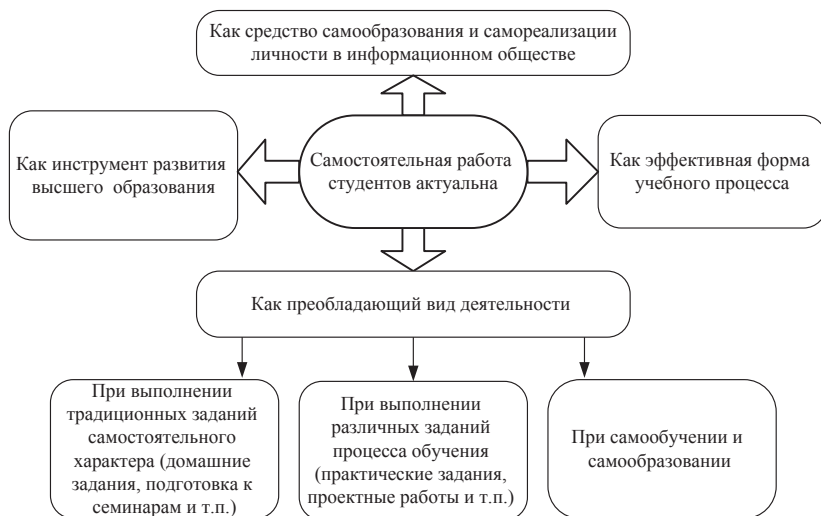 Как средство самообразования и самореализации
личности в информационном обществе
Как инструмент развития
высшего образования
Самостоятельная работа
студентов актуальна
Как эффективная форма
учебного процесса
Как преобладающий вид деятельности
При выполнении
традиционных заданий
самостоятельного
характера (домашние
задания, подготовка к
семинарам и т.п.)
При выполнении
различных заданий
процесса обучения
(практические задания,
проектные работы и т.п.)
При самообучении и
самообразовании